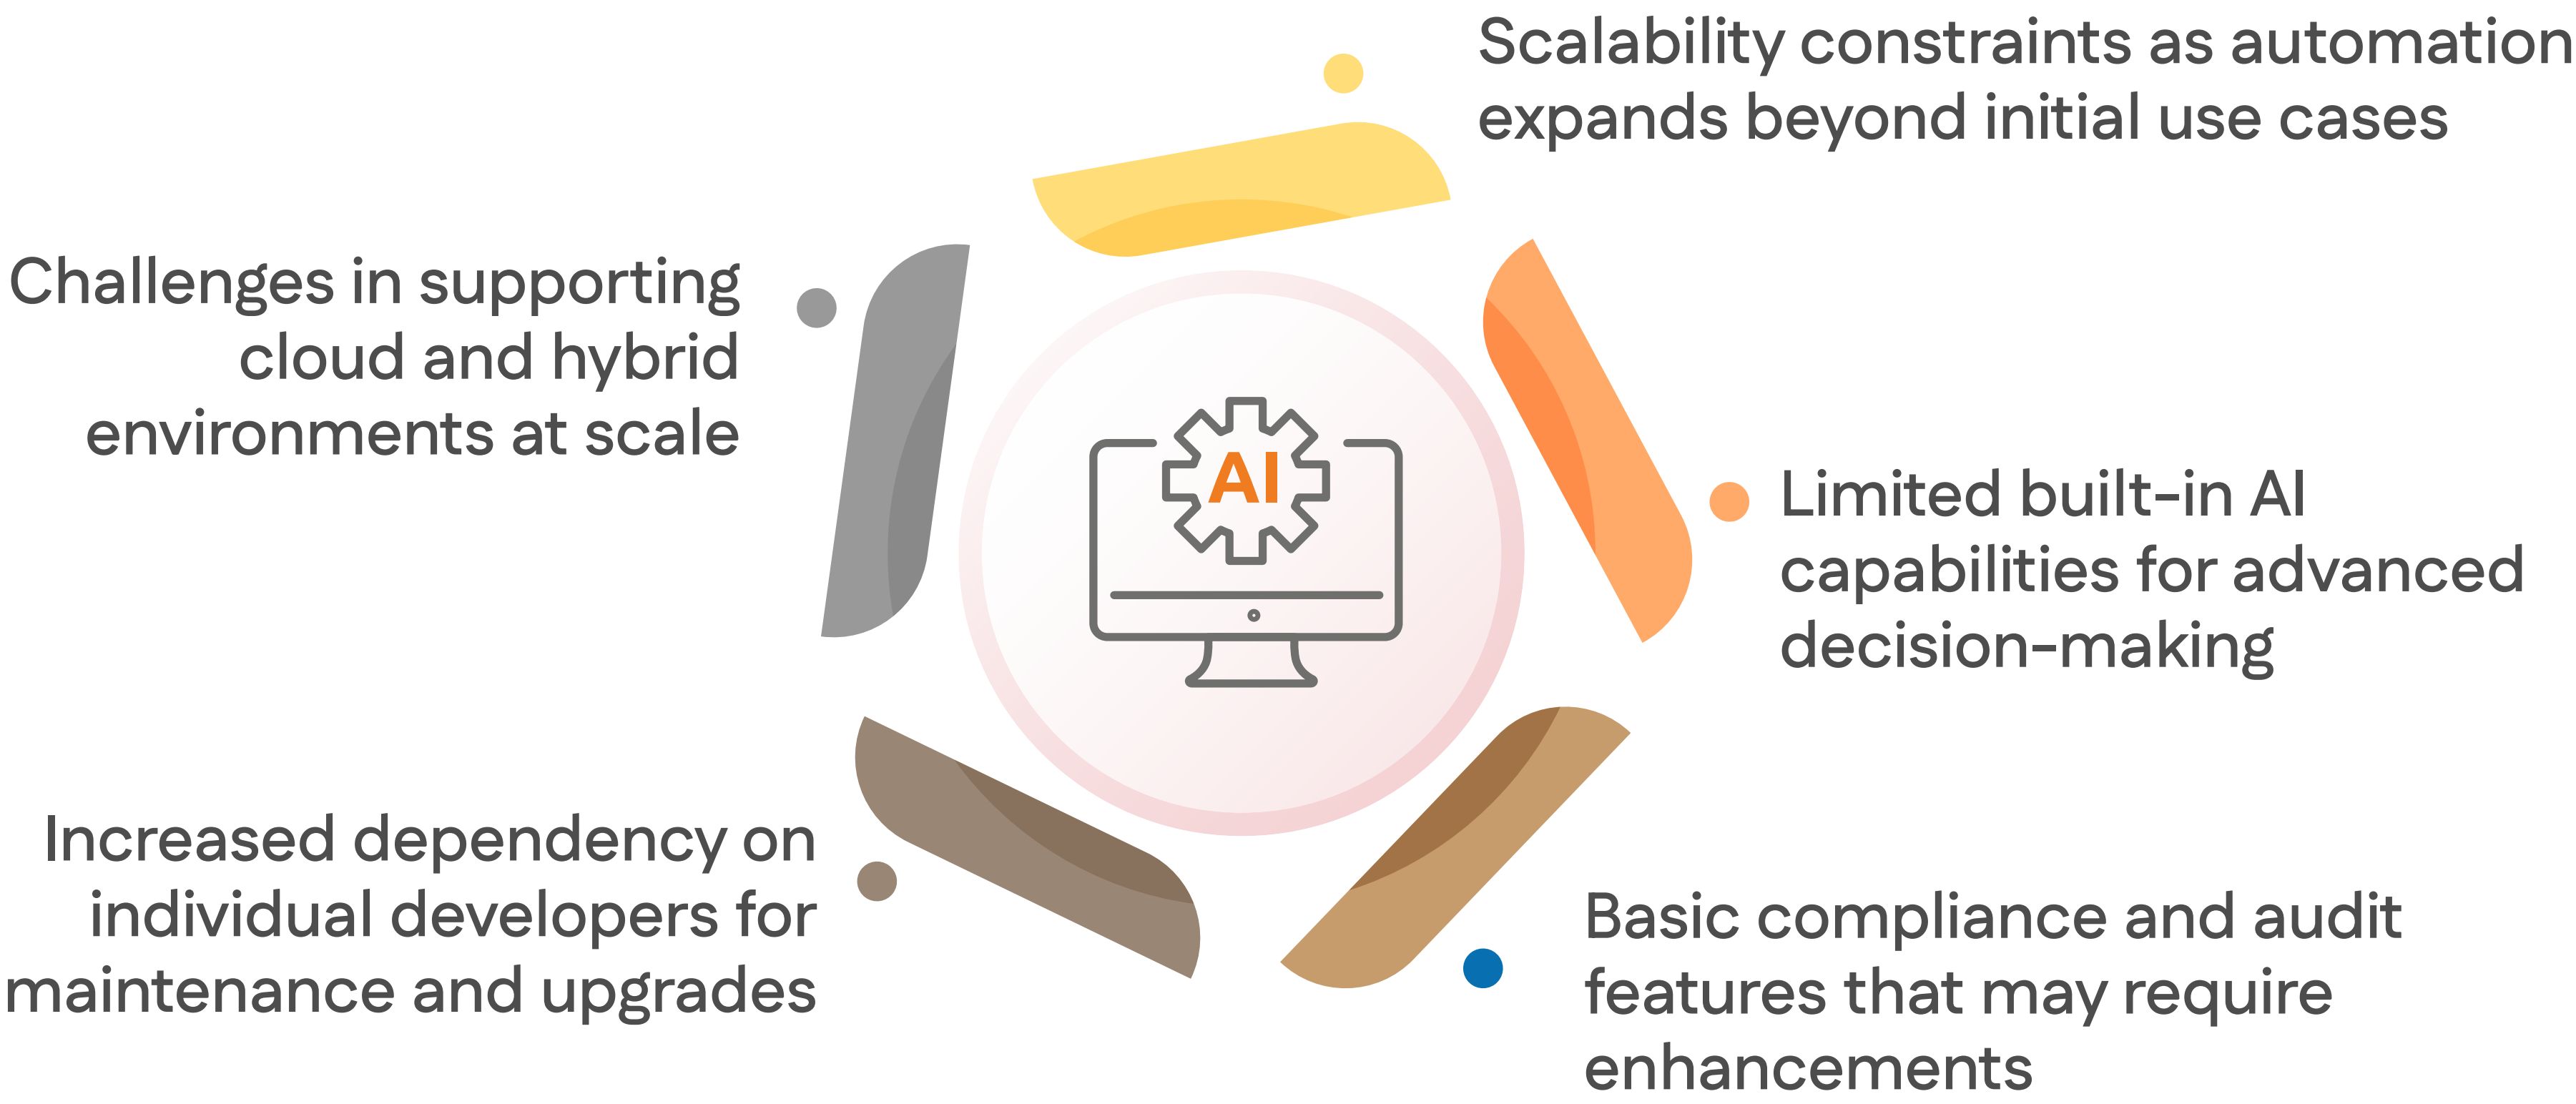 Scalability constraints as automation
expands beyond initial use cases
Challenges in supporting
cloud and hybrid
environments at scale
AI
Limited built-in AI
capabilities for advanced
decision-making
Increased dependency on
individual developers for
maintenance and upgrades
Basic compliance and audit
features that may require
enhancements